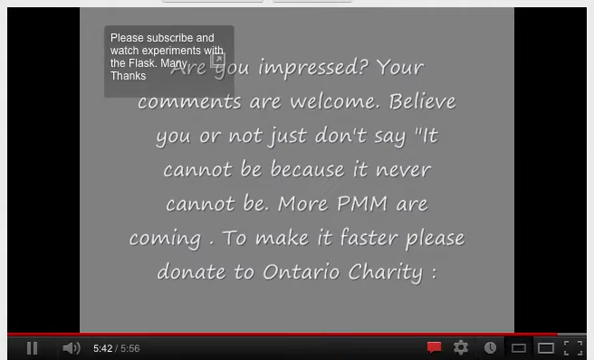 Please subscribe and
watch experiments with
the Flask. Many
Thanks
Are you impressed? Your
comments are welcome. Believe
you or not just don't say "It
cannot be because it never
cannot be. More PMM are
coming . To make it faster please
donate to Ontario Charity :
5:42 / 5:56